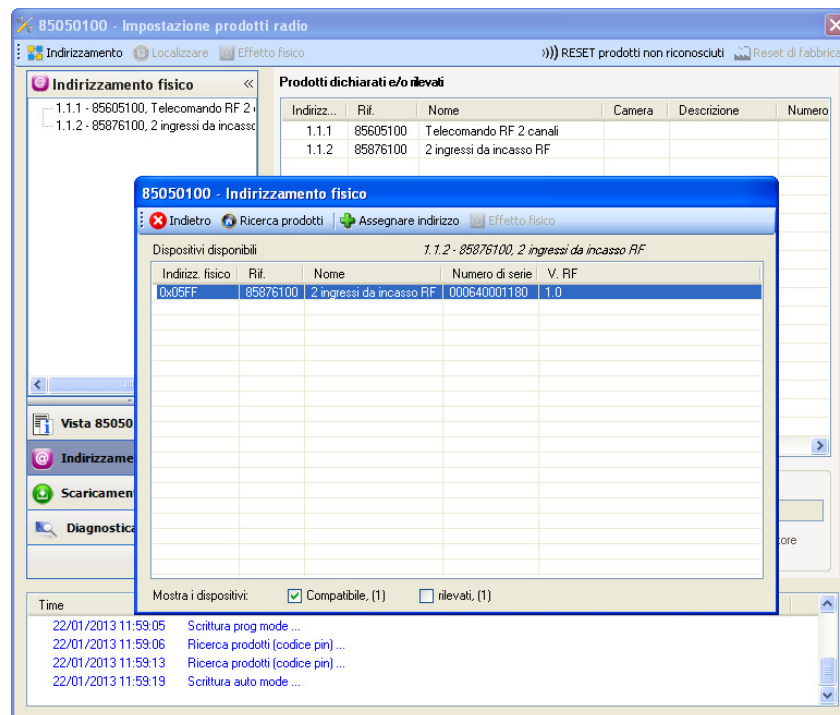 85050100 - Impostazione prodotti radio
Indirizzamento Localizzare Effetto fisico ))) RESET prodotti non riconosciuti Reset di fabbrica
Indirizzamento fisico «
1.1.1 - 85605100, Telecomando RF 2
1.1.2 - 85876100, 2 ingressi da incasso
Prodotti dichiarati e/o rilevati
Indirizz... Rif. Nome Camera Descrizione Numero
1.1.1 85605100 Telecomando RF 2 canali
1.1.2 85876100 2 ingressi da incasso RF
85050100 - Indirizzamento fisico
Indietro Ricerca prodotti Assegnare indirizzo Effetto fisico
Dispositivi disponibili 1.1.2 - 85876100, 2 ingressi da incasso RF
Indirizz. fisico Rif. Nome Numero di serie V. RF
0x05FF 85876100 2 ingressi da incasso RF 000640001180 1.0
Vista 85050
Indirizzame
Scaricamen
Diagnostica
tore
Mostra i dispositivi: Compatibile, (1) rilevati, (1)
Time
22/01/2013 11:59:05 Scrittura prog mode ...
22/01/2013 11:59:06 Ricerca prodotti (codice pin) ...
22/01/2013 11:59:13 Ricerca prodotti (codice pin) ...
22/01/2013 11:59:19 Scrittura auto mode ...